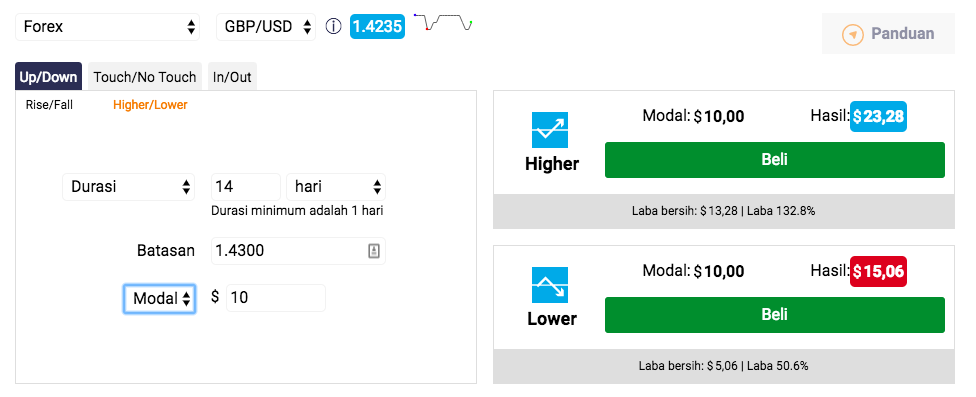 Forex GBP/USD 1.4235
Panduan
Up/Down Touch/No Touch In/Out
Rise/Fall Higher/Lower
Durasi 14 hari
Durasi minimum adalah 1 hari
Batasan 1.4300
Modal $ 10
Higher
Modal: $10,00 Hasil: $23,28
Beli
Laba bersih: $13,28 | Laba 132.8%
Lower
Modal: $10,00 Hasil: $15,06
Beli
Laba bersih: $5,06 | Laba 50.6%